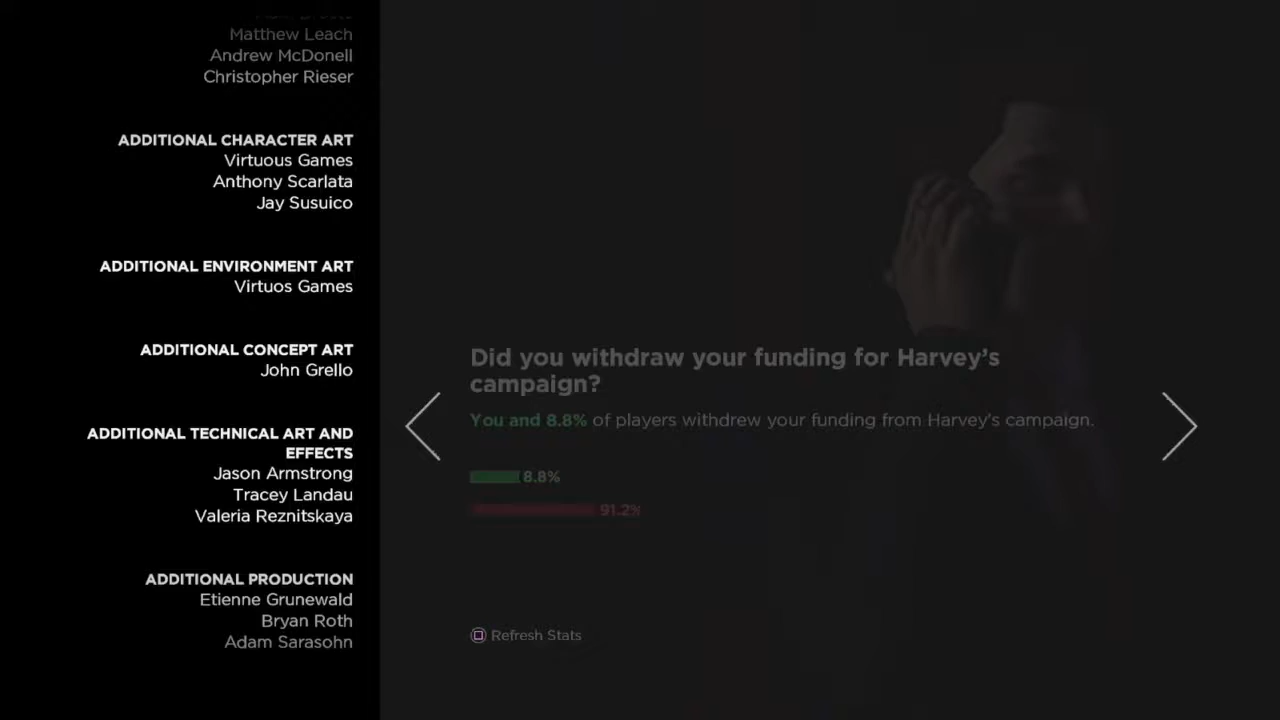 Matthew Leach
Andrew McDonell
Christopher Rieser
ADDITIONAL CHARACTER ART
Virtuous Games
Anthony Scarlata
Jay Susuico
ADDITIONAL ENVIRONMENT ART
Virtuos Games
ADDITIONAL CONCEPT ART
John Grello
ADDITIONAL TECHNICAL ART AND
EFFECTS
Jason Armstrong
Tracey Landau
Valeria Reznitskaya
ADDITIONAL PRODUCTION
Etienne Grunewald
Bryan Roth
Adam Sarasohn
Did you withdraw your funding for Harvey's
campaign?
You and 8.8% of players withdrew your funding from Harvey's campaign.
8.8%
91.2%
Refresh Stats